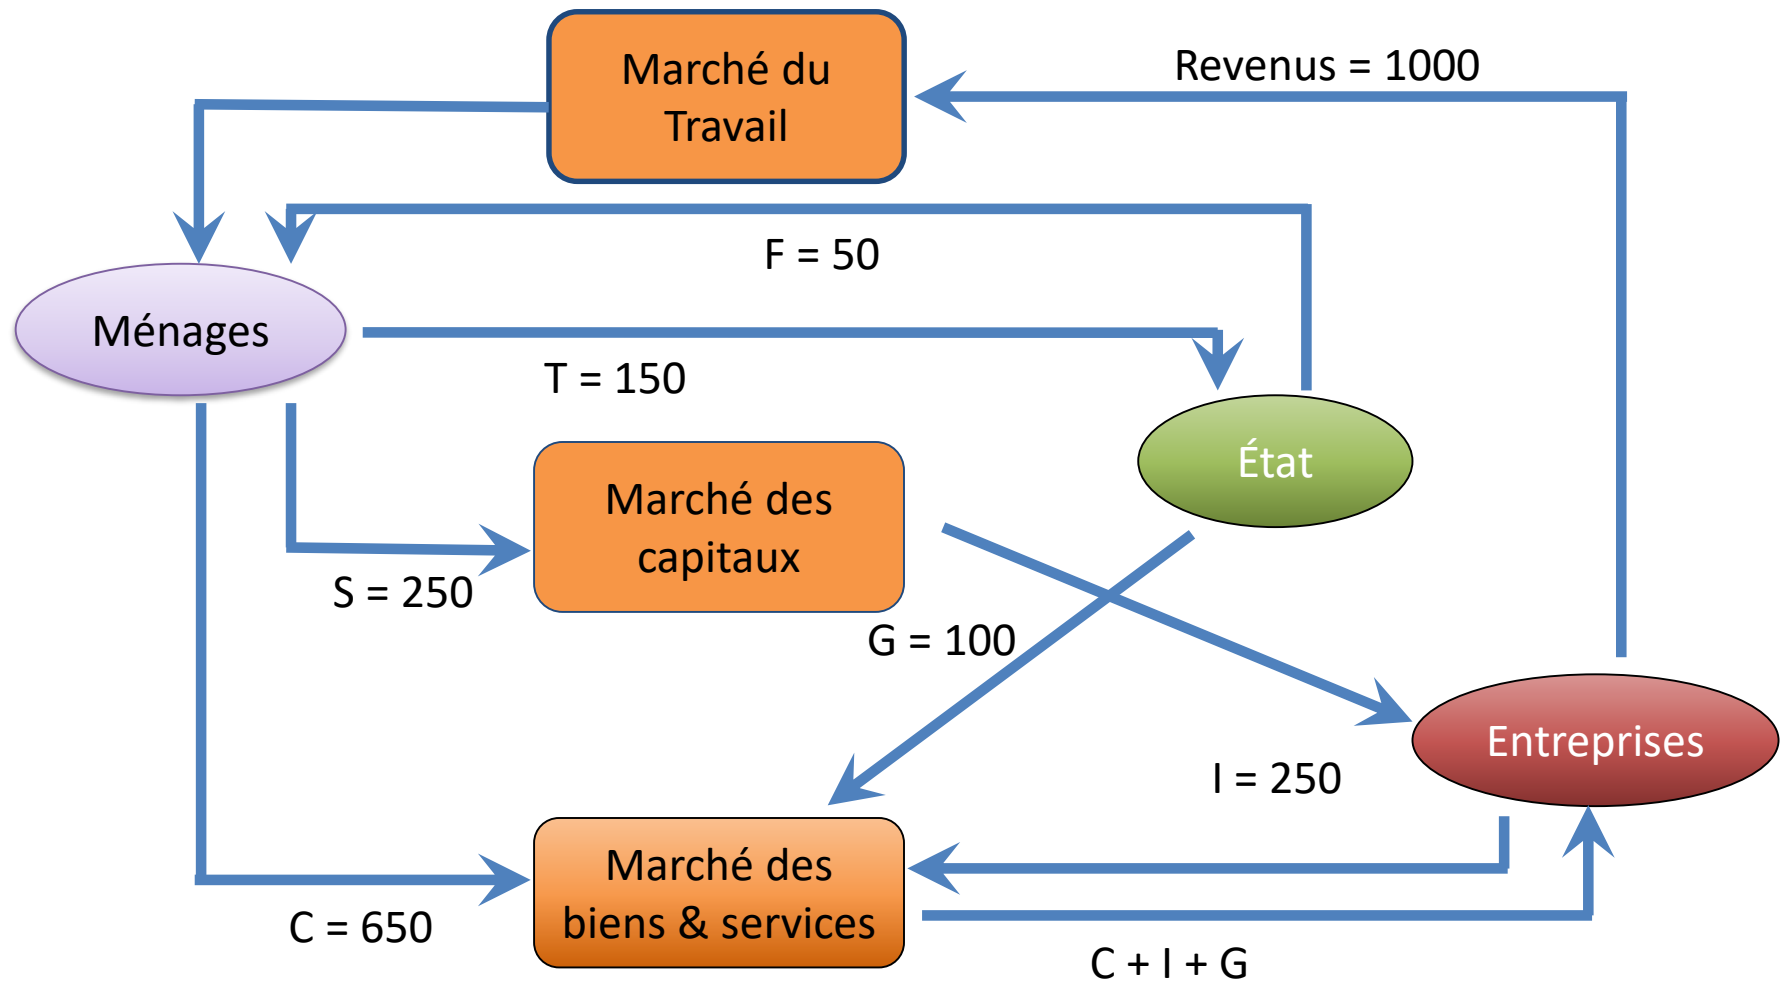 Marché du
Travail
Revenus = 1000
F = 50
Ménages
T = 150
État
Marché des
capitaux
S = 250
G = 100
Entreprises
I = 250
Marché des
biens & services
C = 650
C + I + G